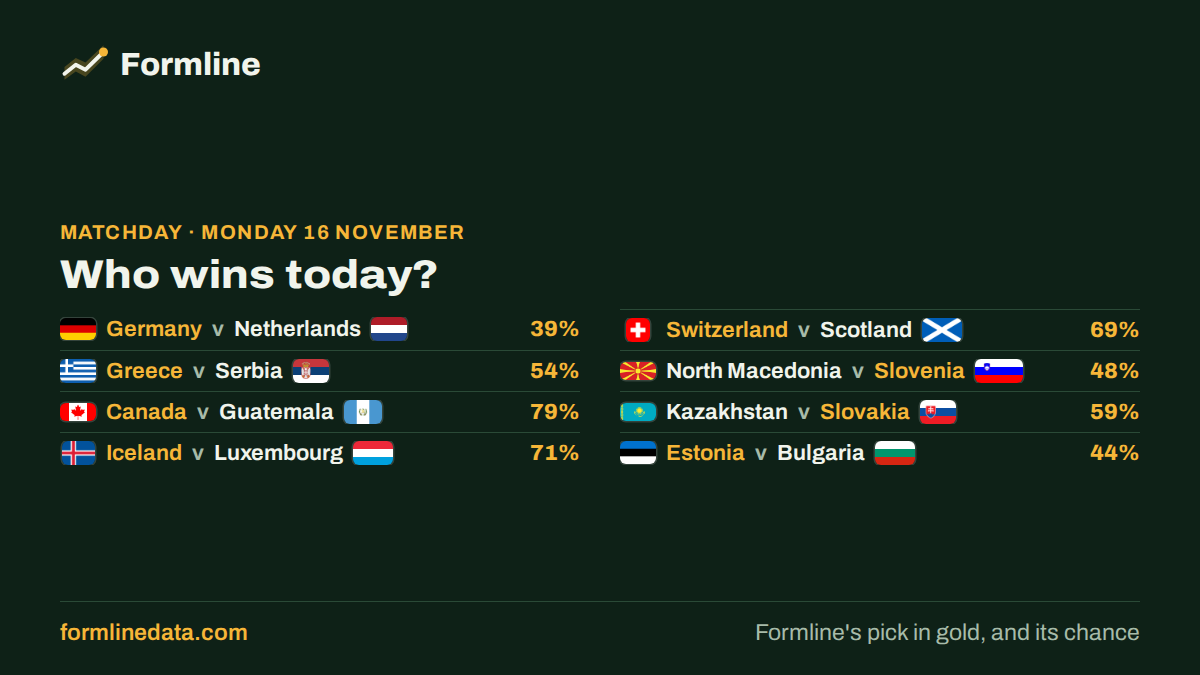 Formline
MATCHDAY · MONDAY 16 NOVEMBER
Who wins today?
Germany v Netherlands 39%
Greece v Serbia 54%
Canada v Guatemala 79%
Iceland v Luxembourg 71%
Switzerland v Scotland 69%
North Macedonia v Slovenia 48%
Kazakhstan v Slovakia 59%
Estonia v Bulgaria 44%
formlinedata.com
Formline's pick in gold, and its chance